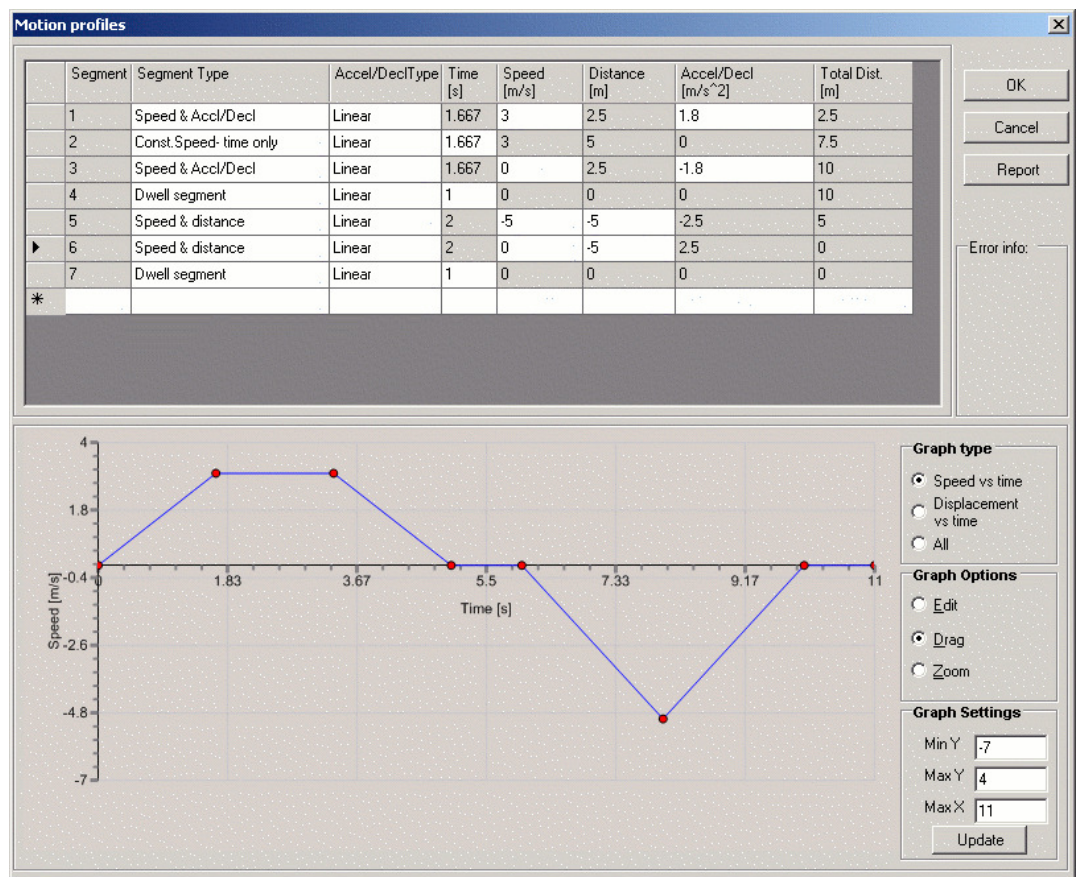 Motion profiles
Segment Segment Type Accel/DeclType Time [s] Speed [m/s] Distance [m] Accel/Decl [m/s^2] Total Dist. [m]
1 Speed & Accl/Decl Linear 1.667 3 2.5 1.8 2.5
2 Const.Speed- time only Linear 1.667 3 5 0 7.5
3 Speed & Accl/Decl Linear 1.667 0 2.5 -1.8 10
4 Dwell segment Linear 1 0 0 0 10
5 Speed & distance Linear 2 -5 -5 -2.5 5
6 Speed & distance Linear 2 0 -5 2.5 0
7 Dwell segment Linear 1 0 0 0 0
OK
Cancel
Report
Error info:
4
1.8
-0.4
-2.6
-4.8
-7
Speed [m/s]
0 1.83 3.67 5.5 7.33 9.17 11
Time [s]
Graph type
Speed vs time
Displacement
vs time
All
Graph Options
Edit
Drag
Zoom
Graph Settings
Min Y -7
Max Y 4
Max X 11
Update